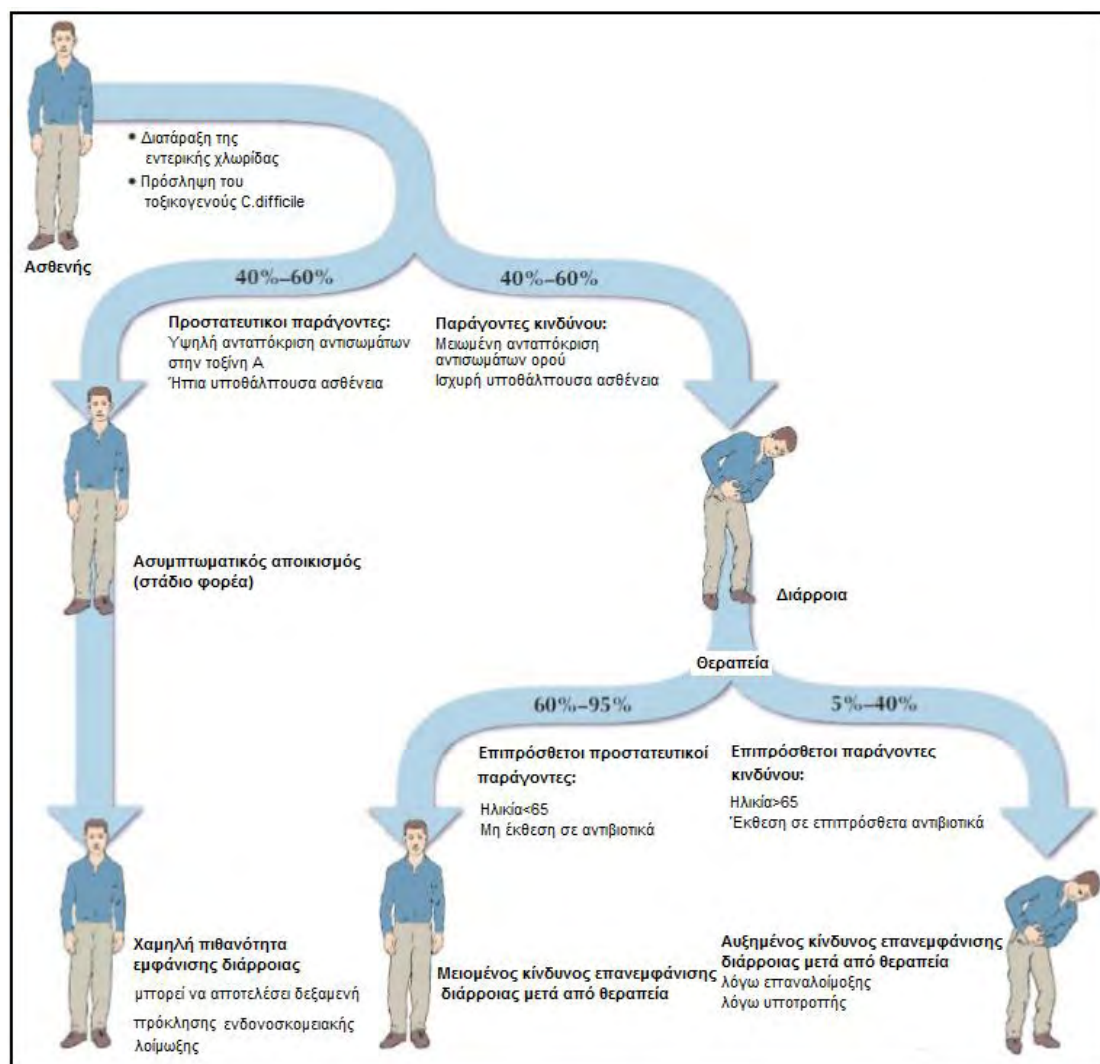 • Διατάραξη της
εντερικής χλωρίδας
• Πρόσληψη του
τοξικογενούς C.difficile
Ασθενής
40%–60%
40%–60%
Προστατευτικοι παράγοντες:
Υψηλή ανταπόκριση αντισωμάτων
στην τοξίνη Α
Ήπια υποθάλπουσα ασθένεια
Παράγοντες κινδύνου:
Μειωμένη ανταπόκριση
αντισωμάτων ορού
Ισχυρή υποθάλπουσα ασθένεια
Ασυμπτωματικός αποικισμός
(στάδιο φορέα)
Διάρροια
Θεραπεία
60%–95%
5%–40%
Επιπρόσθετοι προστατευτικοί
παράγοντες:
Ηλικία<65
Μη έκθεση σε αντιβιοτικά
Επιπρόσθετοι παράγοντες
κινδύνου:
Ηλικία>65
Έκθεση σε επιπρόσθετα αντιβιοτικά
Χαμηλή πιθανότητα
εμφάνισης διάρροιας
μπορεί να αποτελέσει δεξαμενή
πρόκλησης ενδονοσκομειακής
λοίμωξης
Μειομένος κίνδυνος επανεμφάνισης
διάρροιας μετά από θεραπεία
Αυξημένος κίνδυνος επανεμφάνισης
διάρροιας μετά από θεραπεία
λόγω επαναλοίμοξης
λόγω υποτροπής